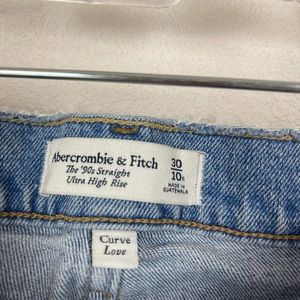 Abercrombie & Fitch
The '90s Straight
Ultra High Rise
30
10R
MADE IN
GUATEMALA
Curve
Love